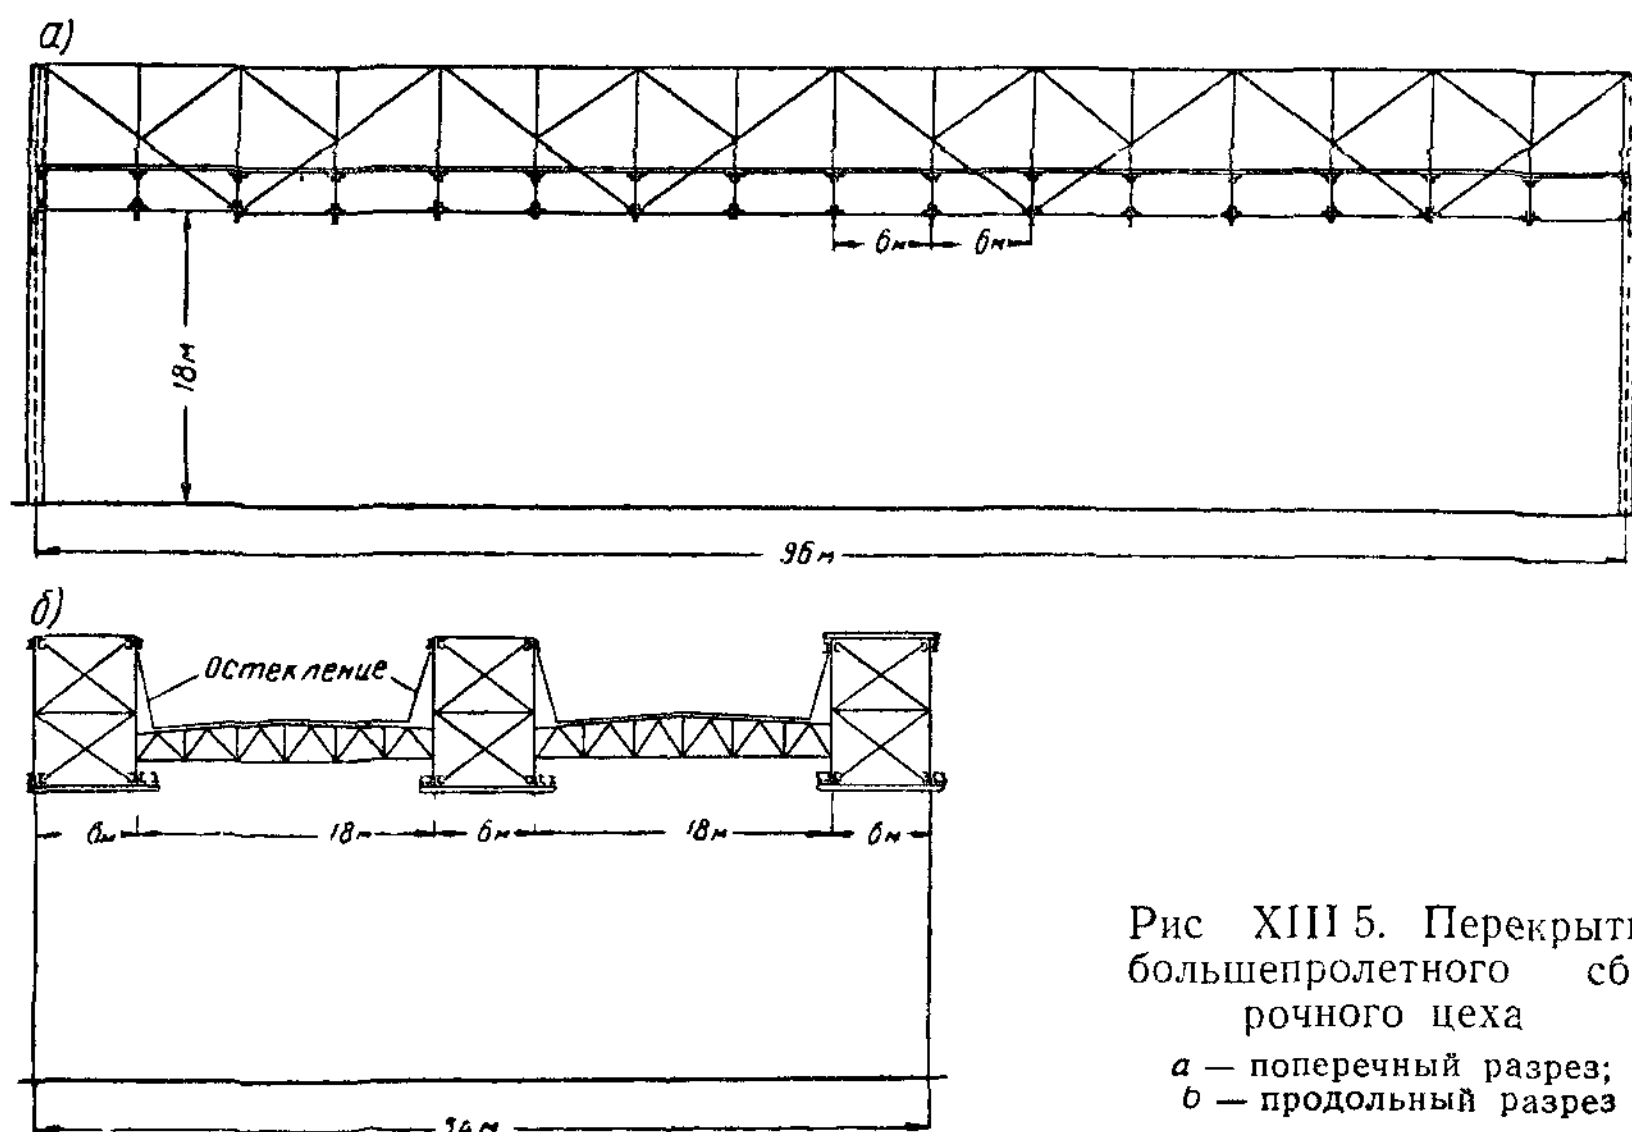 а)
6м 6м
18м
96м
б)
Остекление
6м 18м 6м 18м 6м
Рис XIII 5. Перекрыти
большепролетного сб
рочного цеха
а — поперечный разрез;
б — продольный разрез